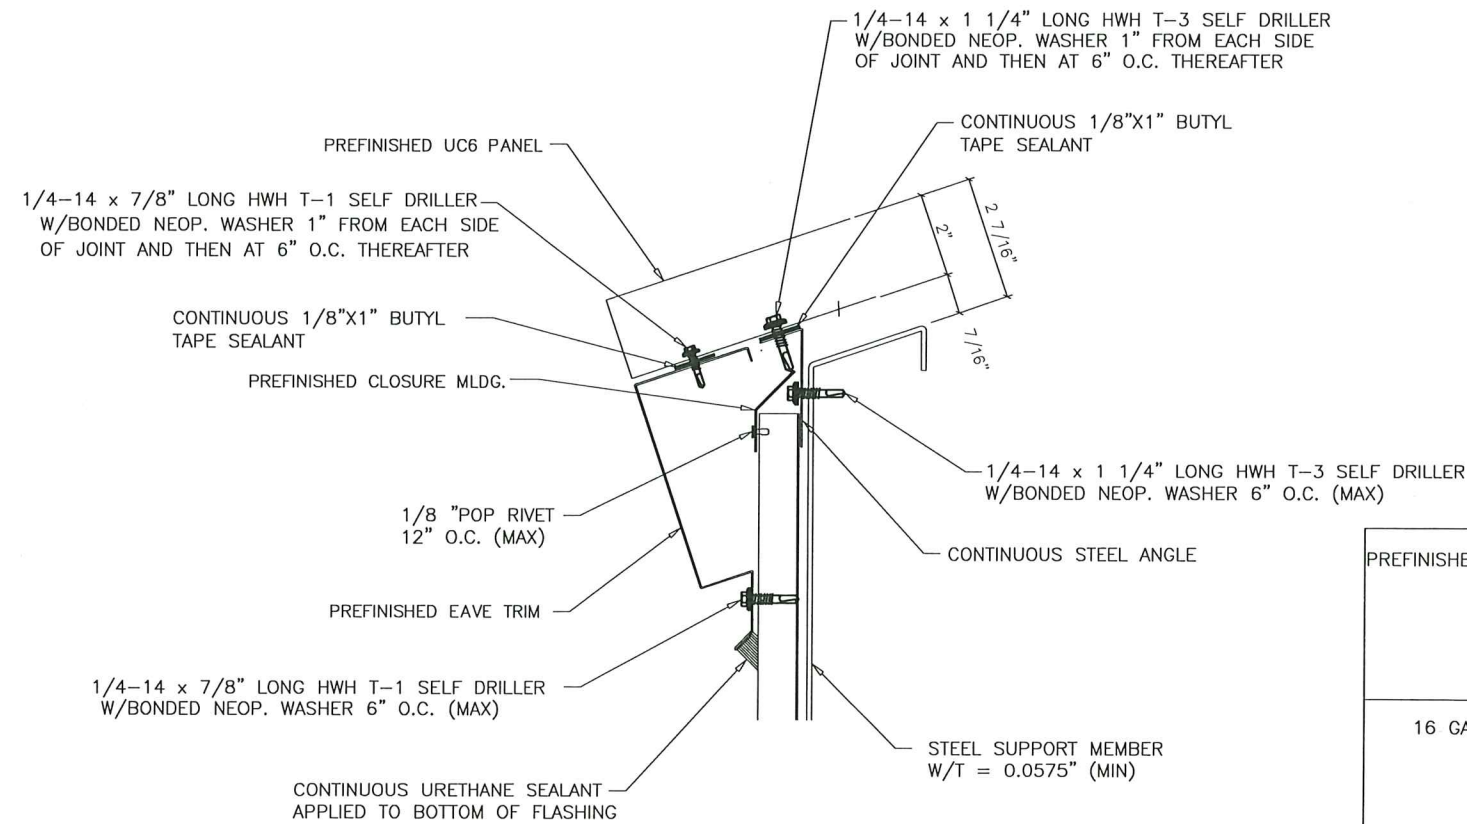 1/4-14 x 1 1/4" LONG HWH T-3 SELF DRILLER
W/BONDED NEOP. WASHER 1" FROM EACH SIDE
OF JOINT AND THEN AT 6" O.C. THEREAFTER
CONTINUOUS 1/8"X1" BUTYL
TAPE SEALANT
PREFINISHED UC6 PANEL
1/4-14 x 7/8" LONG HWH T-1 SELF DRILLER
W/BONDED NEOP. WASHER 1" FROM EACH SIDE
OF JOINT AND THEN AT 6" O.C. THEREAFTER
2 7/16"
2"
7/16"
CONTINUOUS 1/8"X1" BUTYL
TAPE SEALANT
PREFINISHED CLOSURE MLDG.
1/4-14 x 1 1/4" LONG HWH T-3 SELF DRILLER
W/BONDED NEOP. WASHER 6" O.C. (MAX)
1/8 "POP RIVET
12" O.C. (MAX)
CONTINUOUS STEEL ANGLE
PREFINISHE
PREFINISHED EAVE TRIM
1/4-14 x 7/8" LONG HWH T-1 SELF DRILLER
W/BONDED NEOP. WASHER 6" O.C. (MAX)
16 GA
STEEL SUPPORT MEMBER
W/T = 0.0575" (MIN)
CONTINUOUS URETHANE SEALANT
APPLIED TO BOTTOM OF FLASHING